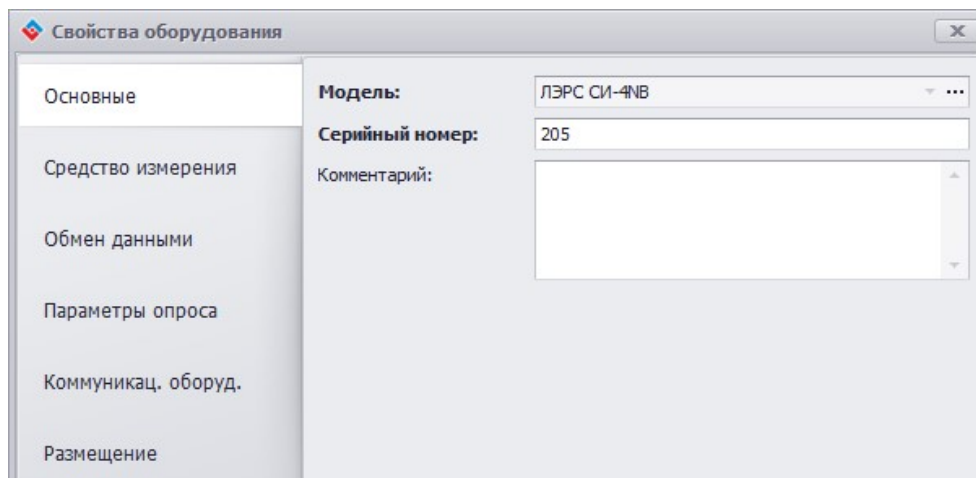 Свойства оборудования
Основные
Средство измерения
Обмен данными
Параметры опроса
Коммуникац. оборуд.
Размещение
Модель: ЛЭРС СИ-4NB
Серийный номер: 205
Комментарий: